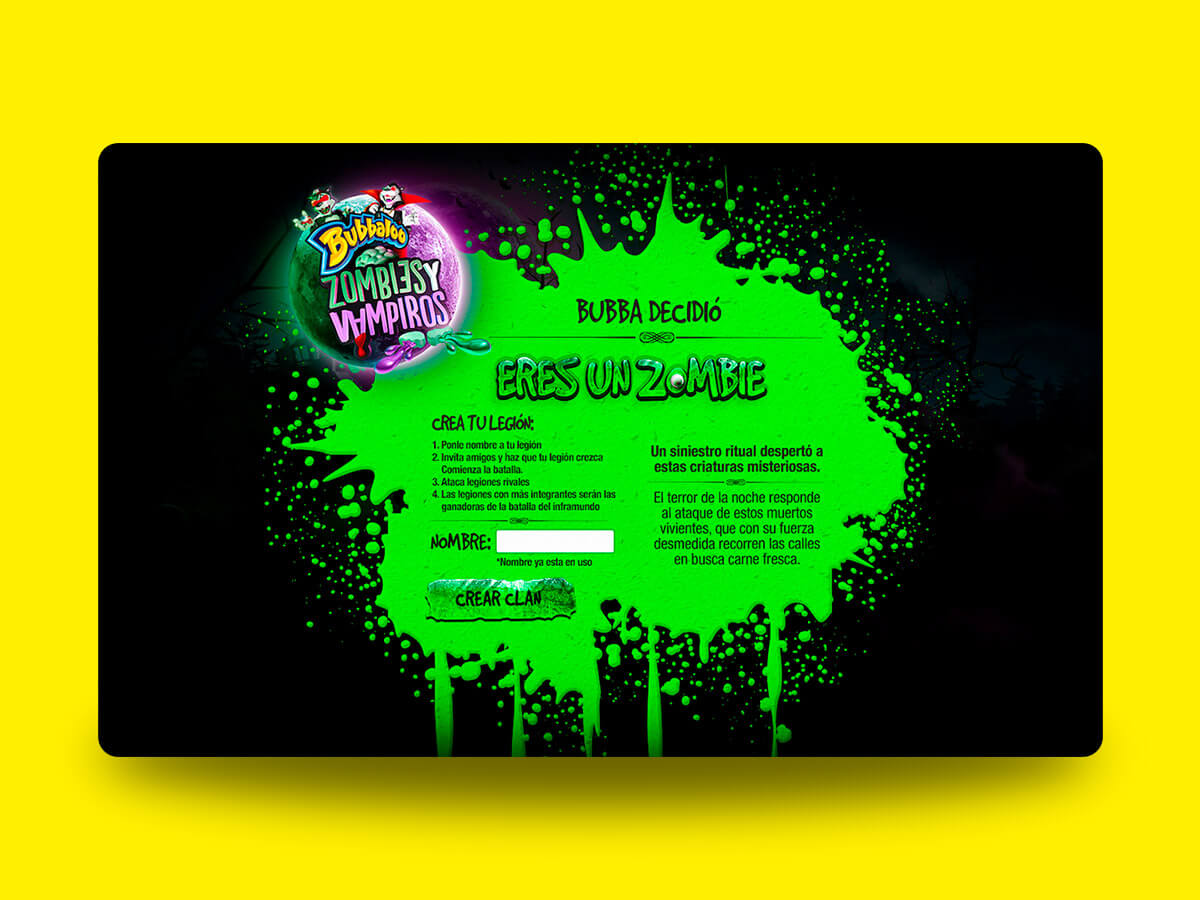 Bubbaloo
ZOMBIES Y
VAMPIROS
BUBBA DECIDIÓ
ERES UN ZOMBIE
CREA TU LEGIÓN:
1. Ponle nombre a tu legión
2. Invita amigos y haz que tu legión crezca
Comienza la batalla.
3. Ataca legiones rivales
4. Las legiones con más integrantes serán las
ganadoras de la batalla del inframundo
NOMBRE:
*Nombre ya esta en uso
CREAR CLAN
Un siniestro ritual despertó a
estas criaturas misteriosas.
El terror de la noche responde
al ataque de estos muertos
vivientes, que con su fuerza
desmedida recorren las calles
en busca carne fresca.